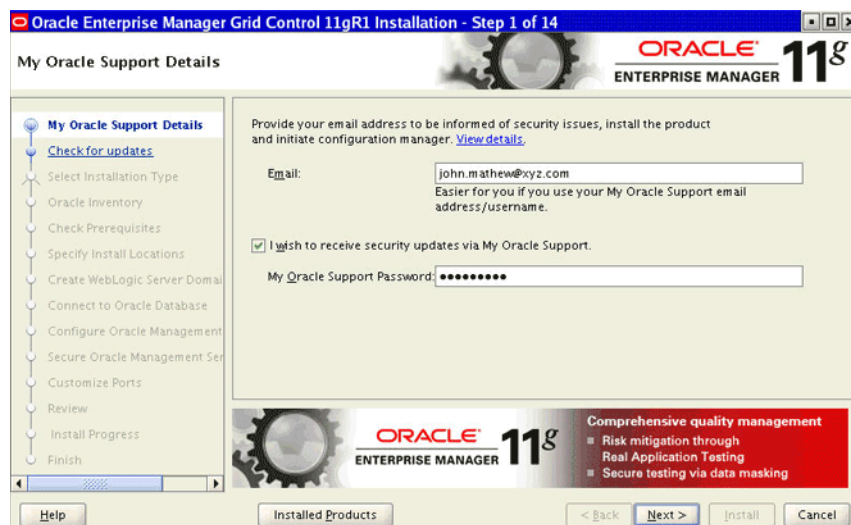 Oracle Enterprise Manager Grid Control 11gR1 Installation - Step 1 of 14
My Oracle Support Details
ORACLE
ENTERPRISE MANAGER 11g
My Oracle Support Details
Check for updates
Select Installation Type
Oracle Inventory
Check Prerequisites
Specify Install Locations
Create WebLogic Server Domai
Connect to Oracle Database
Configure Oracle Management
Secure Oracle Management Ser
Customize Ports
Review
Install Progress
Finish
Provide your email address to be informed of security issues, install the product
and initiate configuration manager. View details.
Email: john.mathew@xyz.com
Easier for you if you use your My Oracle Support email
address/username.
I wish to receive security updates via My Oracle Support.
My Oracle Support Password: •••••••••
ORACLE
ENTERPRISE MANAGER 11g
Comprehensive quality management
Risk mitigation through
Real Application Testing
Secure testing via data masking
Help Installed Products < Back Next > Install Cancel